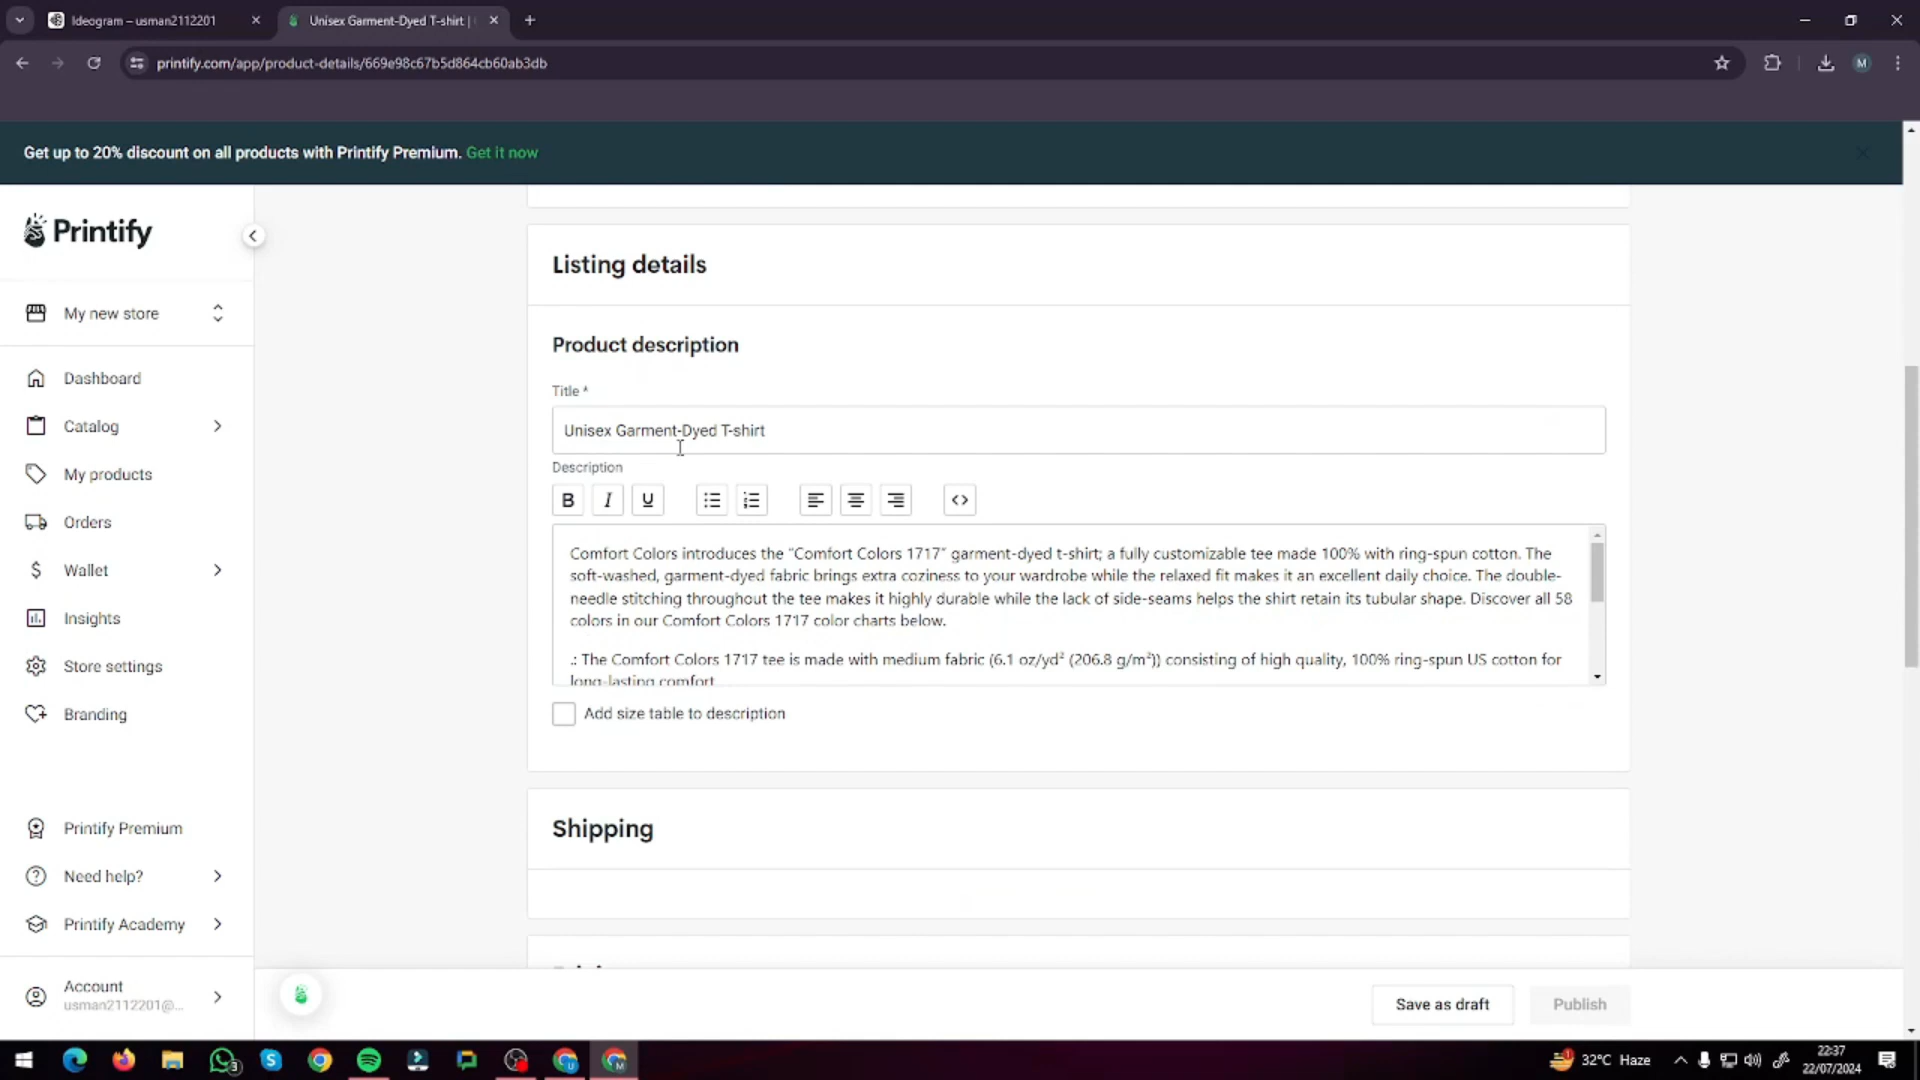 Ideogram – usman2112201
Unisex Garment-Dyed T-shirt |
printify.com/app/product-details/669e98c67b5d864cb60ab3db
M
Get up to 20% discount on all products with Printify Premium. Get it now
Printify
My new store
Dashboard
Catalog
My products
Orders
Wallet
Insights
Store settings
Branding
Printify Premium
Need help?
Printify Academy
Account
usman2112201@...
Listing details
Product description
Title *
Unisex Garment-Dyed T-shirt
Description
B I U
Comfort Colors introduces the "Comfort Colors 1717" garment-dyed t-shirt; a fully customizable tee made 100% with ring-spun cotton. The
soft-washed, garment-dyed fabric brings extra coziness to your wardrobe while the relaxed fit makes it an excellent daily choice. The double-
needle stitching throughout the tee makes it highly durable while the lack of side-seams helps the shirt retain its tubular shape. Discover all 58
colors in our Comfort Colors 1717 color charts below.
.: The Comfort Colors 1717 tee is made with medium fabric (6.1 oz/yd² (206.8 g/m²)) consisting of high quality, 100% ring-spun US cotton for
long-lasting comfort.
Add size table to description
Shipping
Save as draft
Publish
32°C Haze
22:37
22/07/2024